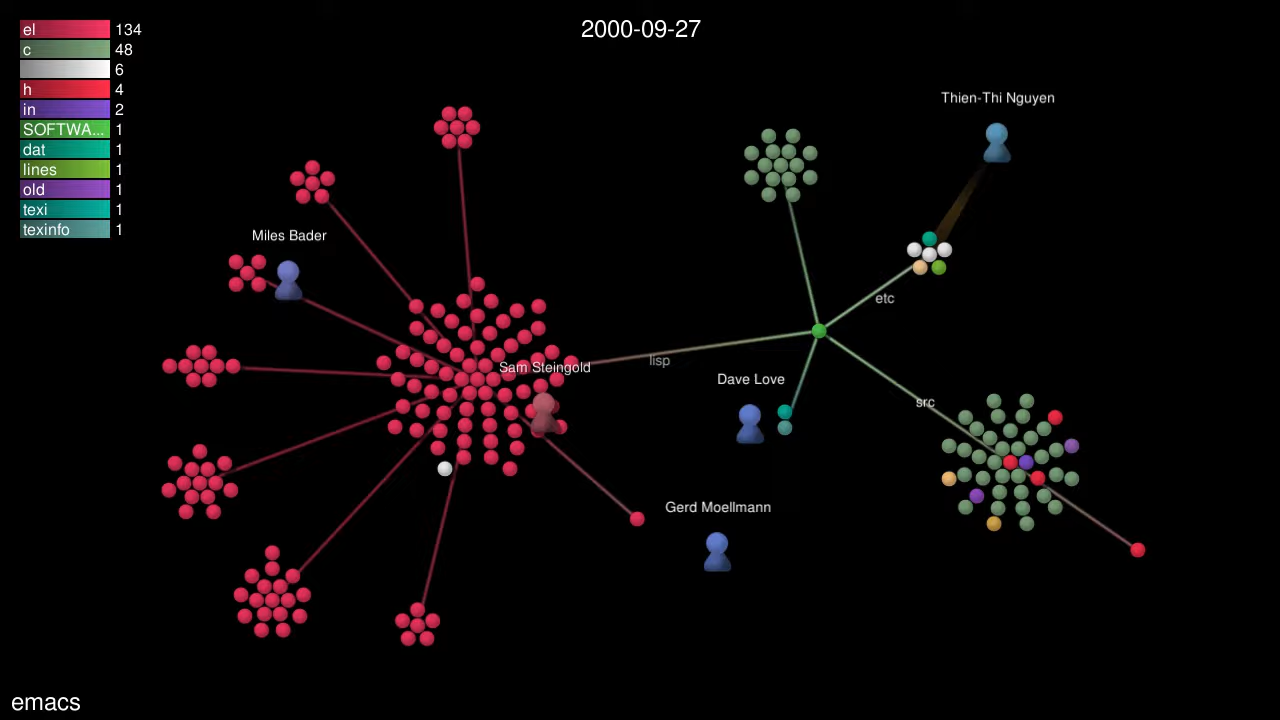 2000-09-27
el 134
c 48
6
h 4
in 2
SOFTWA... 1
dat 1
lines 1
old 1
texi 1
texinfo 1
Thien-Thi Nguyen
Miles Bader
etc
lisp
Sam Steingold
Dave Love
src
Gerd Moellmann
emacs